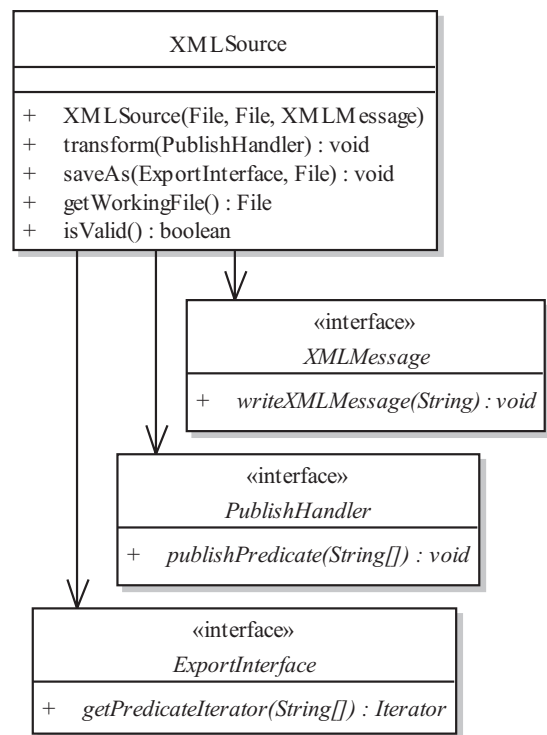 XMLSource
+ XMLSource(File, File, XMLMessage)
+ transform(PublishHandler) : void
+ saveAs(ExportInterface, File) : void
+ getWorkingFile() : File
+ isValid() : boolean
«interface»
XMLMessage
+ writeXMLMessage(String) : void
«interface»
PublishHandler
+ publishPredicate(String[]) : void
«interface»
ExportInterface
+ getPredicateIterator(String[]) : Iterator